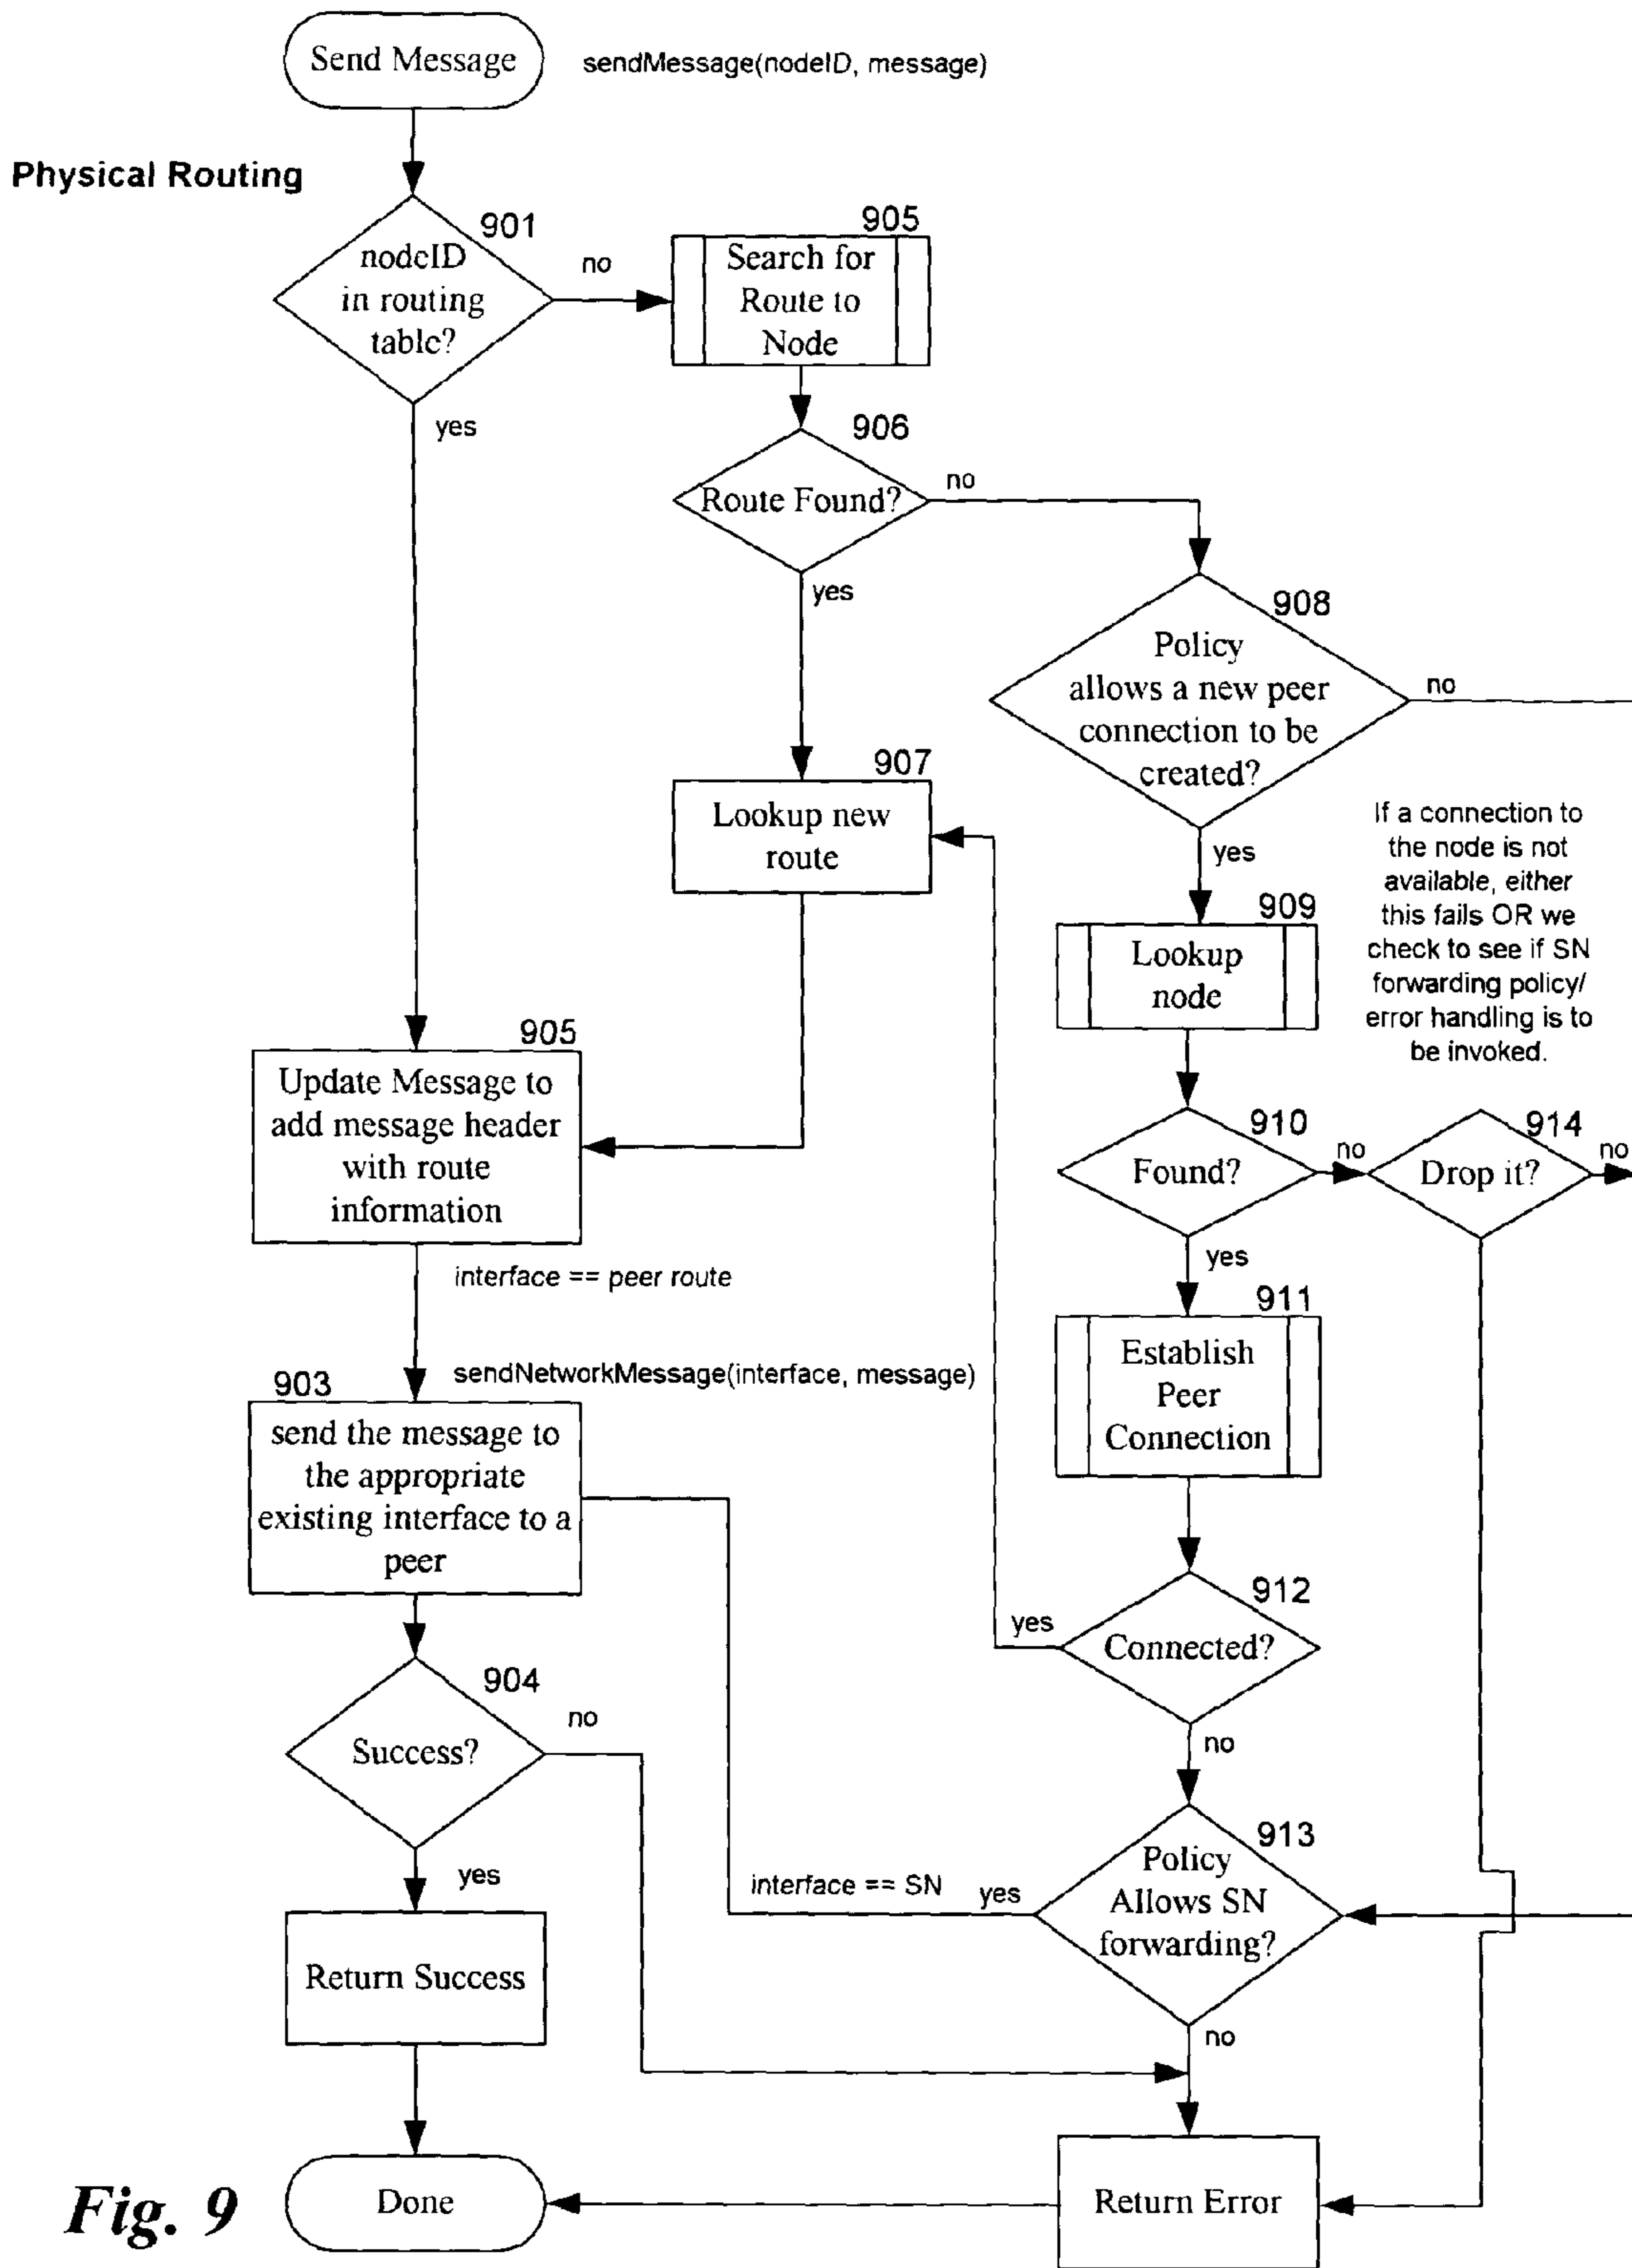 Send Message
sendMessage(nodeID, message)
Physical Routing
901
nodeID
in routing
table?
no
yes
905
Search for
Route to
Node
906
Route Found?
no
yes
908
Policy
allows a new peer
connection to be
created?
no
yes
907
Lookup new
route
If a connection to
the node is not
available, either
this fails OR we
check to see if SN
forwarding policy/
error handling is to
be invoked.
909
Lookup
node
905
Update Message to
add message header
with route
information
910
Found?
no
yes
914
Drop it?
no
interface == peer route
911
Establish
Peer
Connection
903
sendNetworkMessage(interface, message)
send the message to
the appropriate
existing interface to a
peer
912
Connected?
yes
no
904
Success?
no
yes
913
Policy
Allows SN
forwarding?
interface == SN
yes
no
Return Success
Fig. 9
Done
Return Error